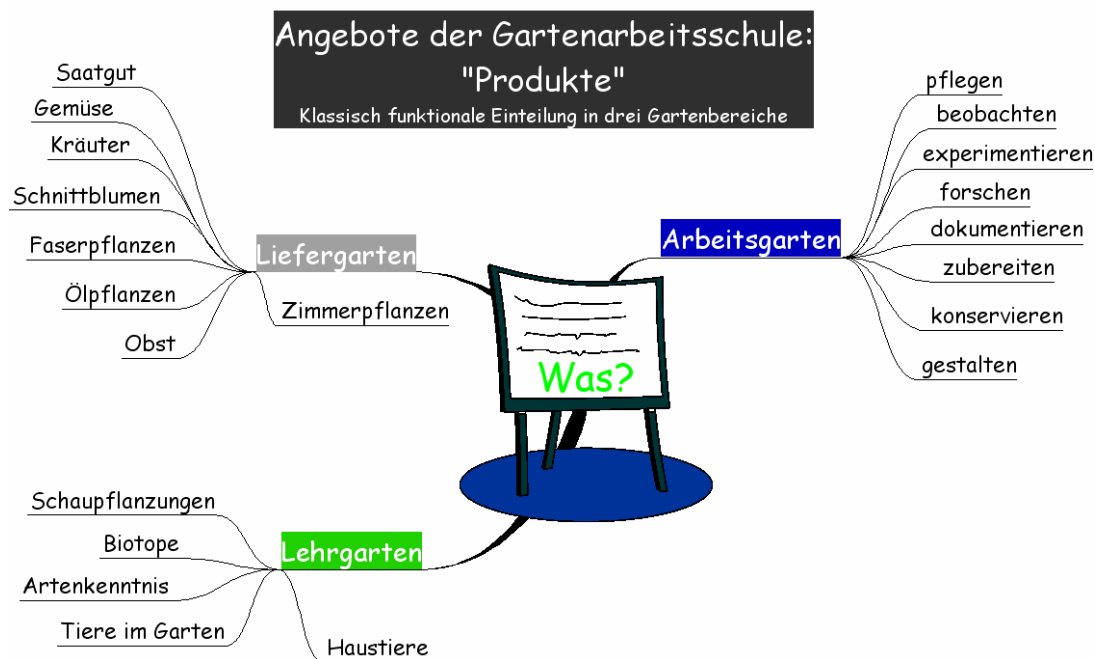 Angebote der Gartenarbeitsschule:
"Produkte"
Klassisch funktionale Einteilung in drei Gartenbereiche
Liefergarten
Saatgut
Gemüse
Kräuter
Schnittblumen
Faserpflanzen
Ölpflanzen
Obst
Zimmerpflanzen
Arbeitsgarten
pflegen
beobachten
experimentieren
forschen
dokumentieren
zubereiten
konservieren
gestalten
Was?
Lehrgarten
Schaupflanzungen
Biotope
Artenkenntnis
Tiere im Garten
Haustiere